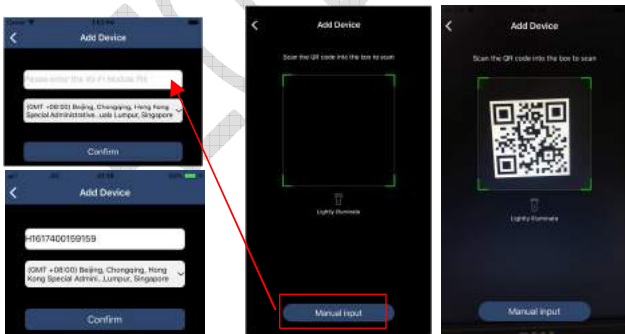 Add Device
Please enter the Wi-Fi Module PN
(GMT +08:00) Beijing, Chongqing, Hong Kong
Special Administrative...uala Lumpur, Singapore
Confirm
Add Device
H1617400159159
(GMT +08:00) Beijing, Chongqing, Hong
Kong Special Admini...Lumpur, Singapore
Confirm
Add Device
Scan the QR code into the box to scan
Lightly illuminate
Manual input
Add Device
Scan the QR code into the box to scan
Lightly illuminate
Manual input